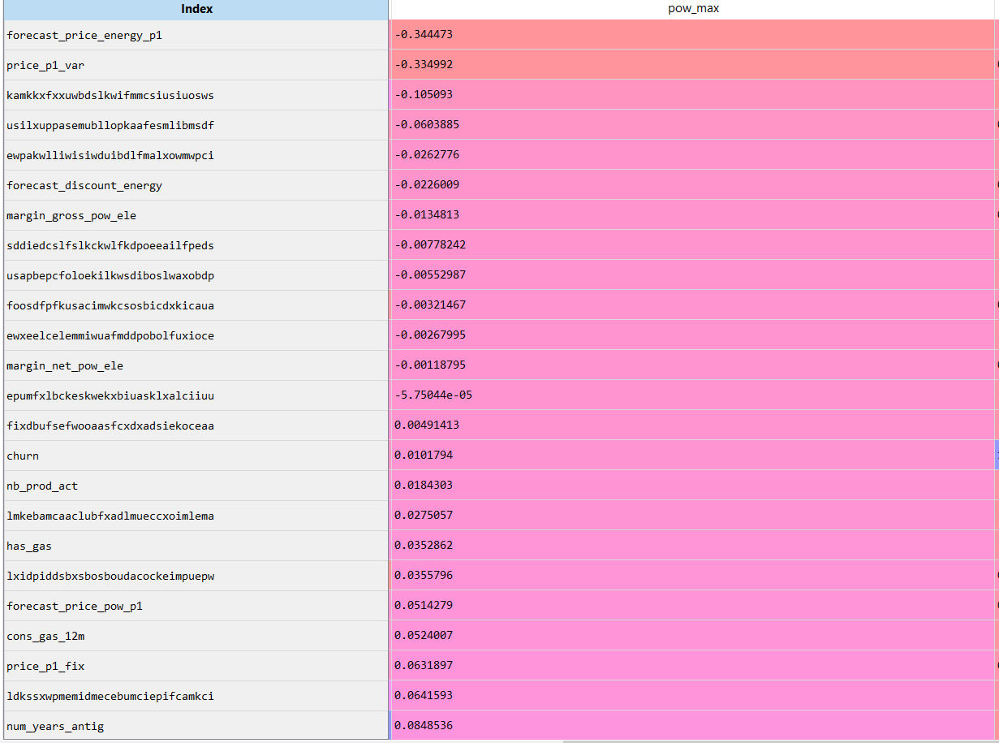 Index pow_max
forecast_price_energy_p1 -0.344473
price_p1_var -0.334992
kamkkxfxxuwbdslkwifmmcsiusiuosws -0.105093
usilxuppasemubllopkaafesmlibmsdf -0.0603885
ewpakwlliwisiwduibdlfmalxowmwpci -0.0262776
forecast_discount_energy -0.0226009
margin_gross_pow_ele -0.0134813
sddiedcslfslkckwlfkdpoeeailfpeds -0.00778242
usapbepcfoloekilkwsdiboslwaxobdp -0.00552987
foosdfpfkusacimwkcsosbicdxkicaua -0.00321467
ewxeelcelemmiwuafmddpobolfuxioce -0.00267995
margin_net_pow_ele -0.00118795
epumfxlbckeskwekxbiuasklxalciiuu -5.75044e-05
fixdbufsefwooaasfcxdxadsiekoceaa 0.00491413
churn 0.0101794
nb_prod_act 0.0184303
lmkebamcaaclubfxadlmueccxoimlema 0.0275057
has_gas 0.0352862
lxidpiddsbxsbosboudacockeimpuepw 0.0355796
forecast_price_pow_p1 0.0514279
cons_gas_12m 0.0524007
price_p1_fix 0.0631897
ldkssxwpmemidmecebumciepifcamkci 0.0641593
num_years_antig 0.0848536